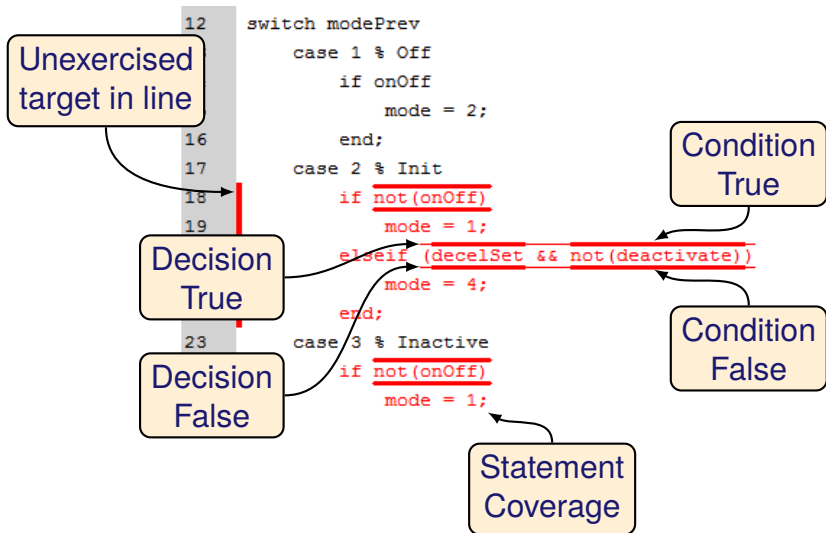 12 switch modePrev
case 1 % Off
if onOff
mode = 2;
16 end;
17 case 2 % Init
18 if not(onOff)
19 mode = 1;
elseif (decelSet && not(deactivate))
mode = 4;
end;
23 case 3 % Inactive
if not(onOff)
mode = 1;
Unexercised
target in line
Condition
True
Decision
True
Condition
False
Decision
False
Statement
Coverage